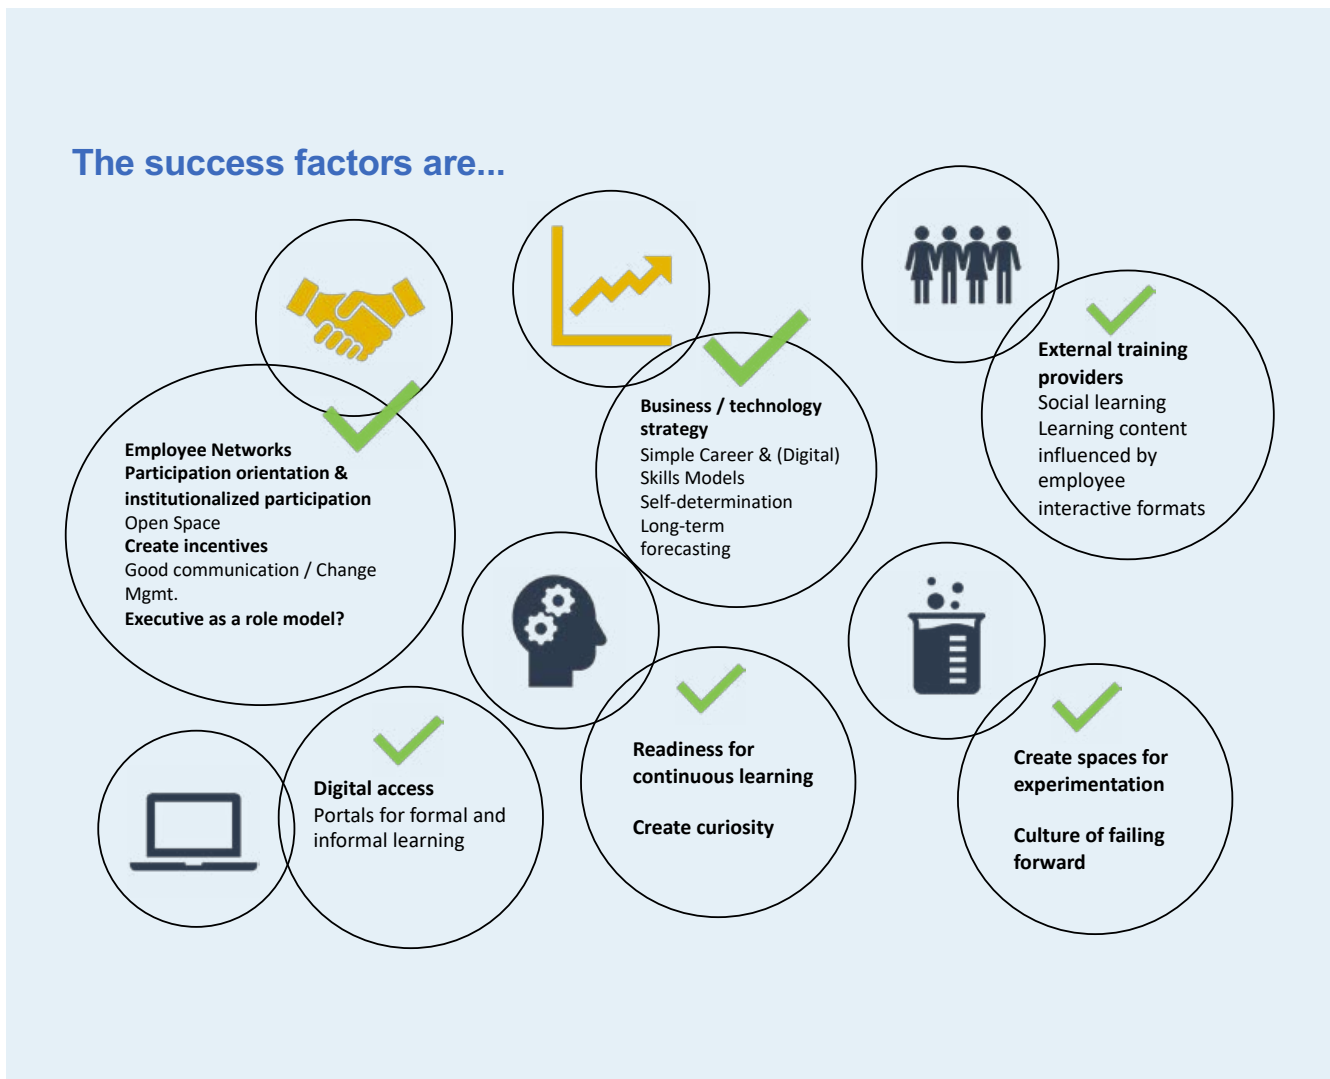 The success factors are...
Employee Networks
Participation orientation &
institutionalized participation
Open Space
Create incentives
Good communication / Change
Mgmt.
Executive as a role model?
Business / technology
strategy
Simple Career & (Digital)
Skills Models
Self-determination
Long-term
forecasting
External training
providers
Social learning
Learning content
influenced by
employee
interactive formats
Digital access
Portals for formal and
informal learning
Readiness for
continuous learning
Create curiosity
Create spaces for
experimentation
Culture of failing
forward